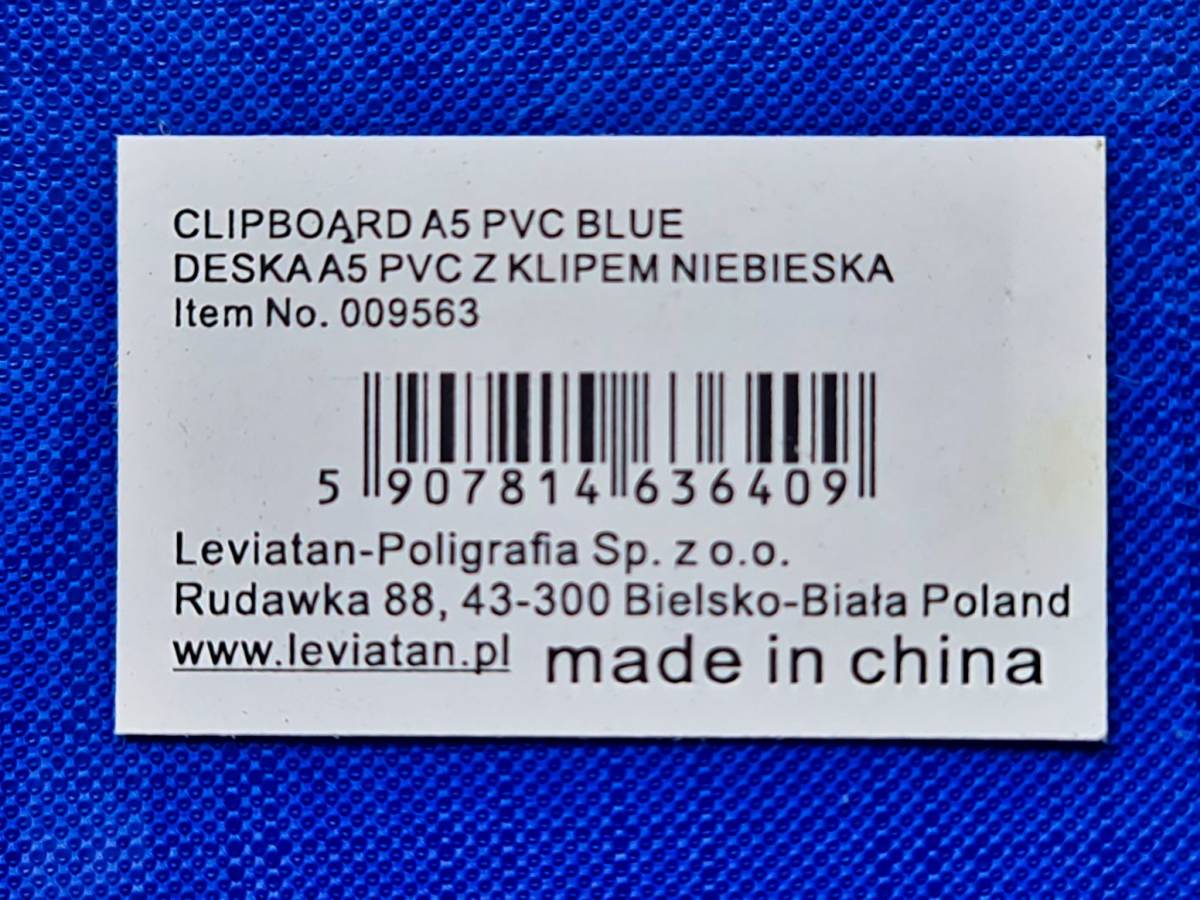 CLIPBOĄRD A5 PVC BLUE
DESKA A5 PVC Z KLIPEM NIEBIESKA
Item No. 009563
5 907814 636409
Leviatan-Poligrafia Sp. z o.o.
Rudawka 88, 43-300 Bielsko-Biała Poland
www.leviatan.pl made in china